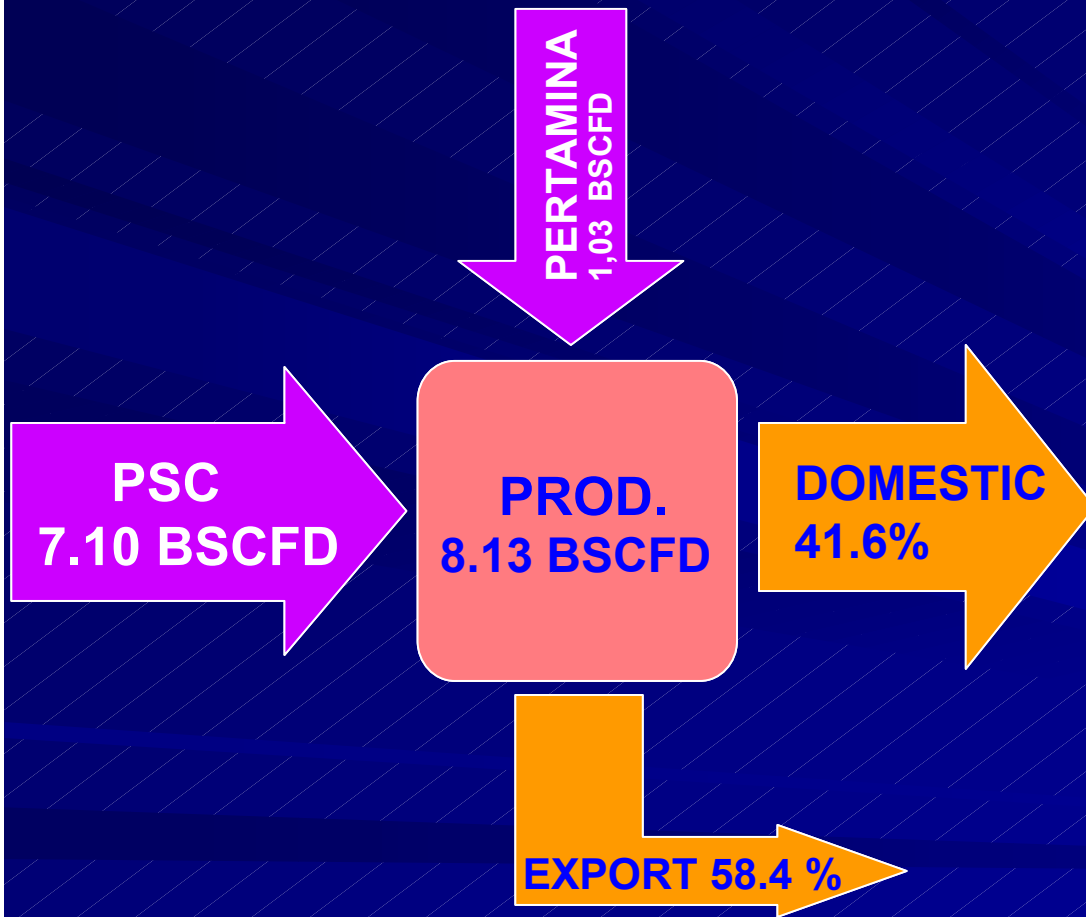 PERTAMINA
1,03 BSCFD
PSC
7.10 BSCFD
PROD.
8.13 BSCFD
DOMESTIC
41.6%
EXPORT 58.4 %